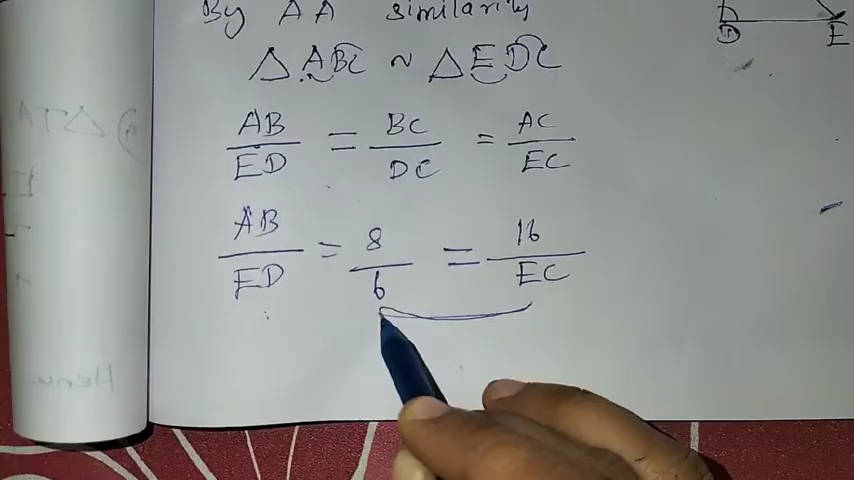 By AA similarity
△ABC ~ △EDC
AB/ED = BC/DC = AC/EC
AB/ED = 8/6 = 16/EC
D E